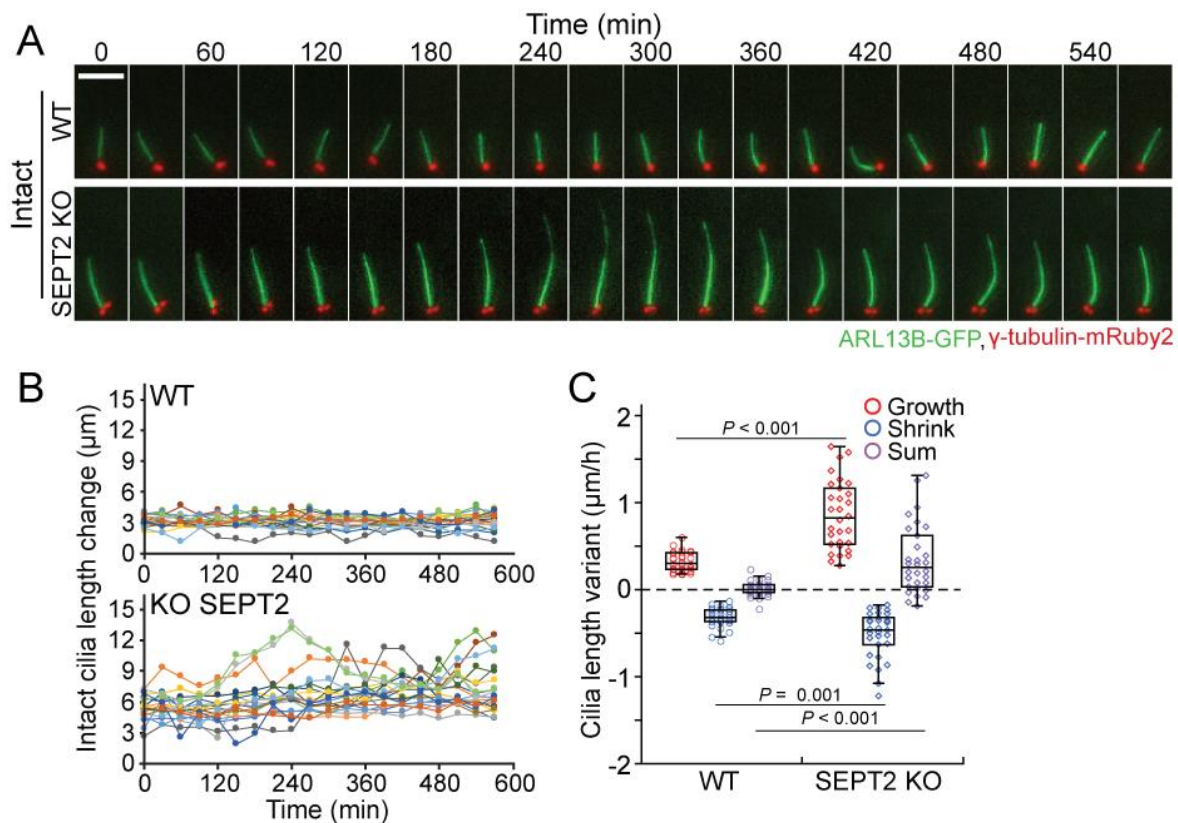 A
Time (min)
0 60 120 180 240 300 360 420 480 540
Intact
WT
SEPT2 KO
ARL13B-GFP, γ-tubulin-mRuby2
B
Intact cilia length change (µm)
WT
15
12
9
6
3
0
0 120 240 360 480 600
KO SEPT2
15
12
9
6
3
0
0 120 240 360 480 600
Time (min)
C
Cilia length variant (µm/h)
Growth
Shrink
Sum
2
1
0
-1
-2
P < 0.001
P = 0.001
P < 0.001
WT SEPT2 KO